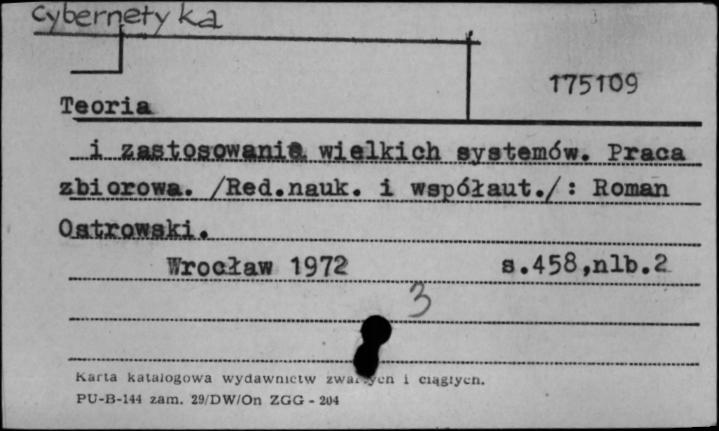 cybernetyka
175109
Teoria
i zastosowanie wielkich systemów. Praca
zbiorowa. /Red.nauk. i współaut./: Roman
Ostrowski.
Wrocław 1972 s.458,nlb.2
3
Karta katalogowa wydawnictw zwartych i ciągłych.
PU-B-144 zam. 29/DW/On ZGG - 204